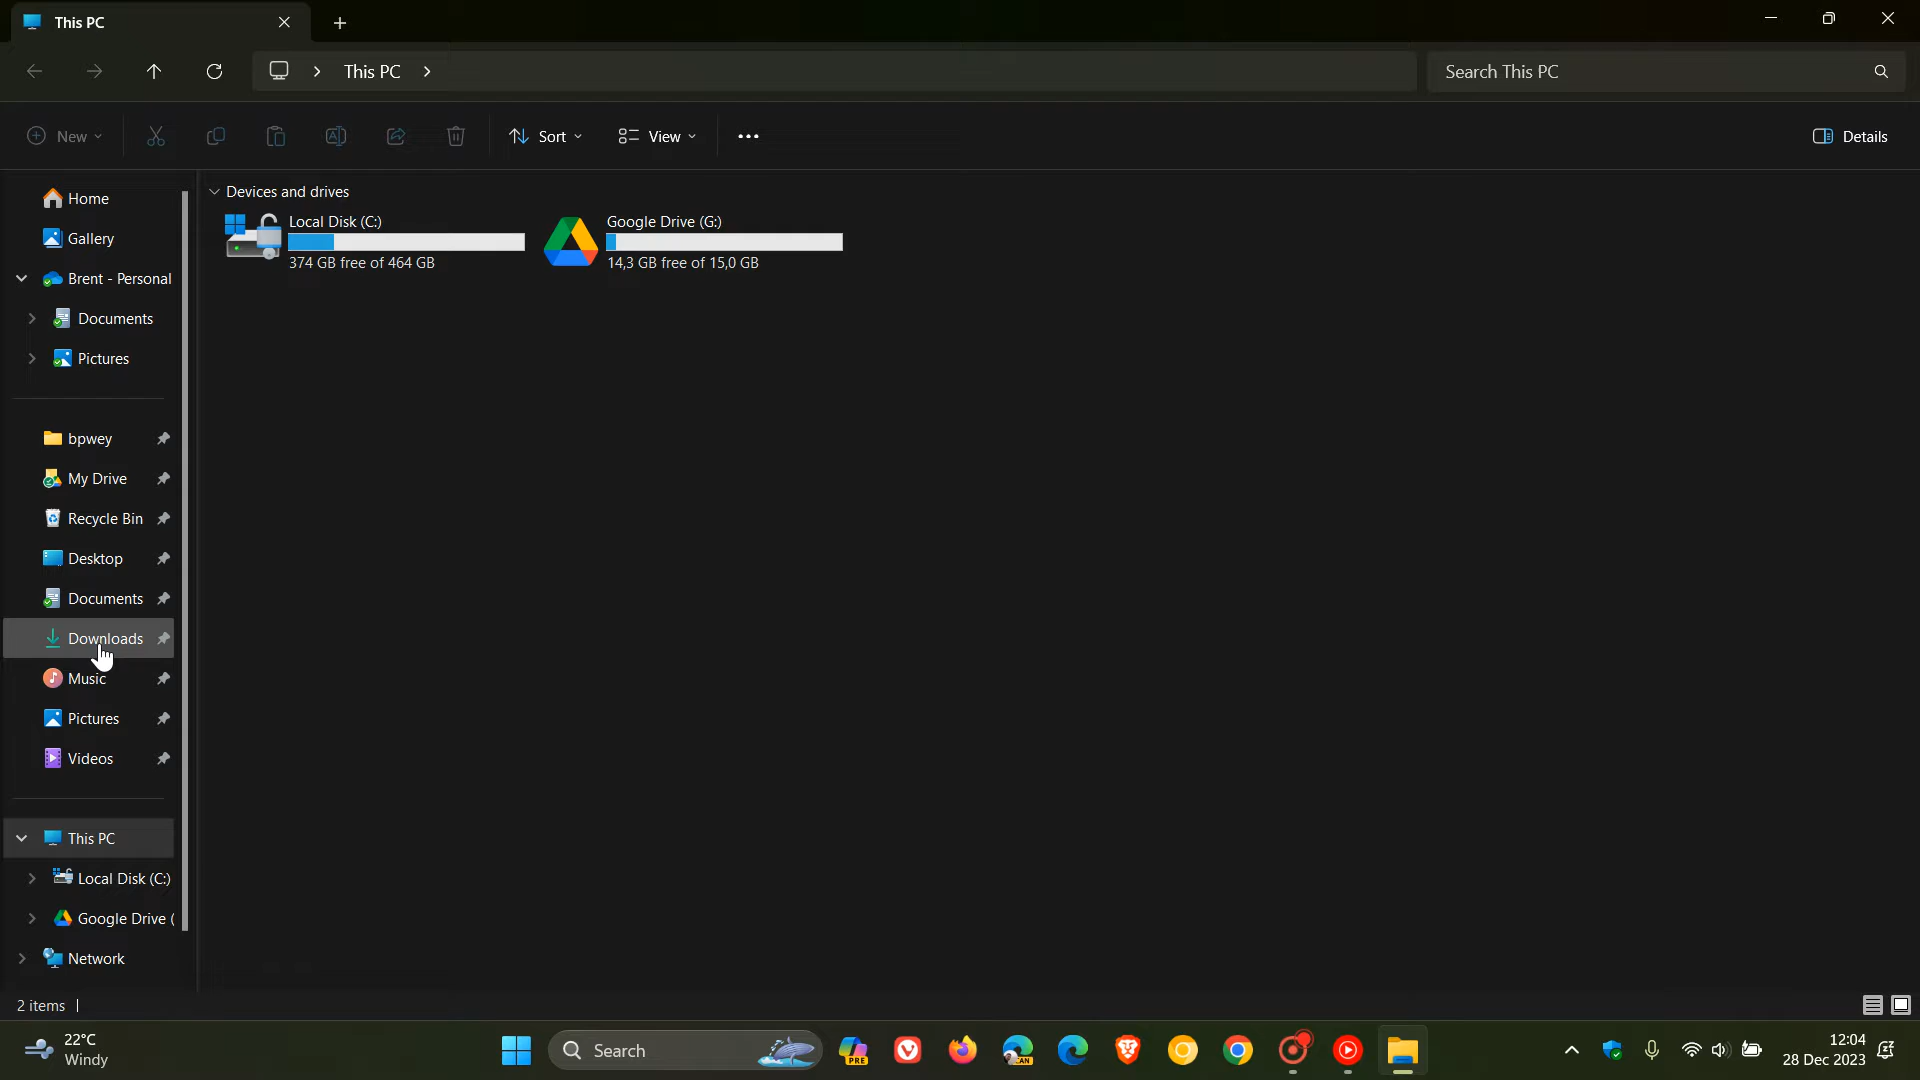 This PC
This PC
Search This PC
New
Sort
View
Details
Home
Gallery
Brent - Personal
Documents
Pictures
bpwey
My Drive
Recycle Bin
Desktop
Documents
Downloads
Music
Pictures
Videos
This PC
Local Disk (C:)
Google Drive (
Network
Devices and drives
Local Disk (C:)
374 GB free of 464 GB
Google Drive (G:)
14,3 GB free of 15,0 GB
2 items
22°C
Windy
Search
PRE
CAN
12:04
28 Dec 2023